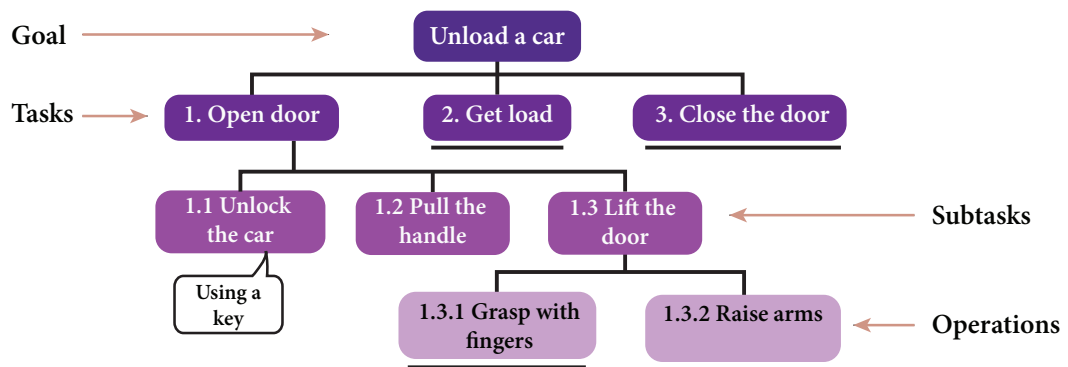 Goal
Unload a car
Tasks
1. Open door
2. Get load
3. Close the door
1.1 Unlock
the car
1.2 Pull the
handle
1.3 Lift the
door
Subtasks
Using a
key
1.3.1 Grasp with
fingers
1.3.2 Raise arms
Operations